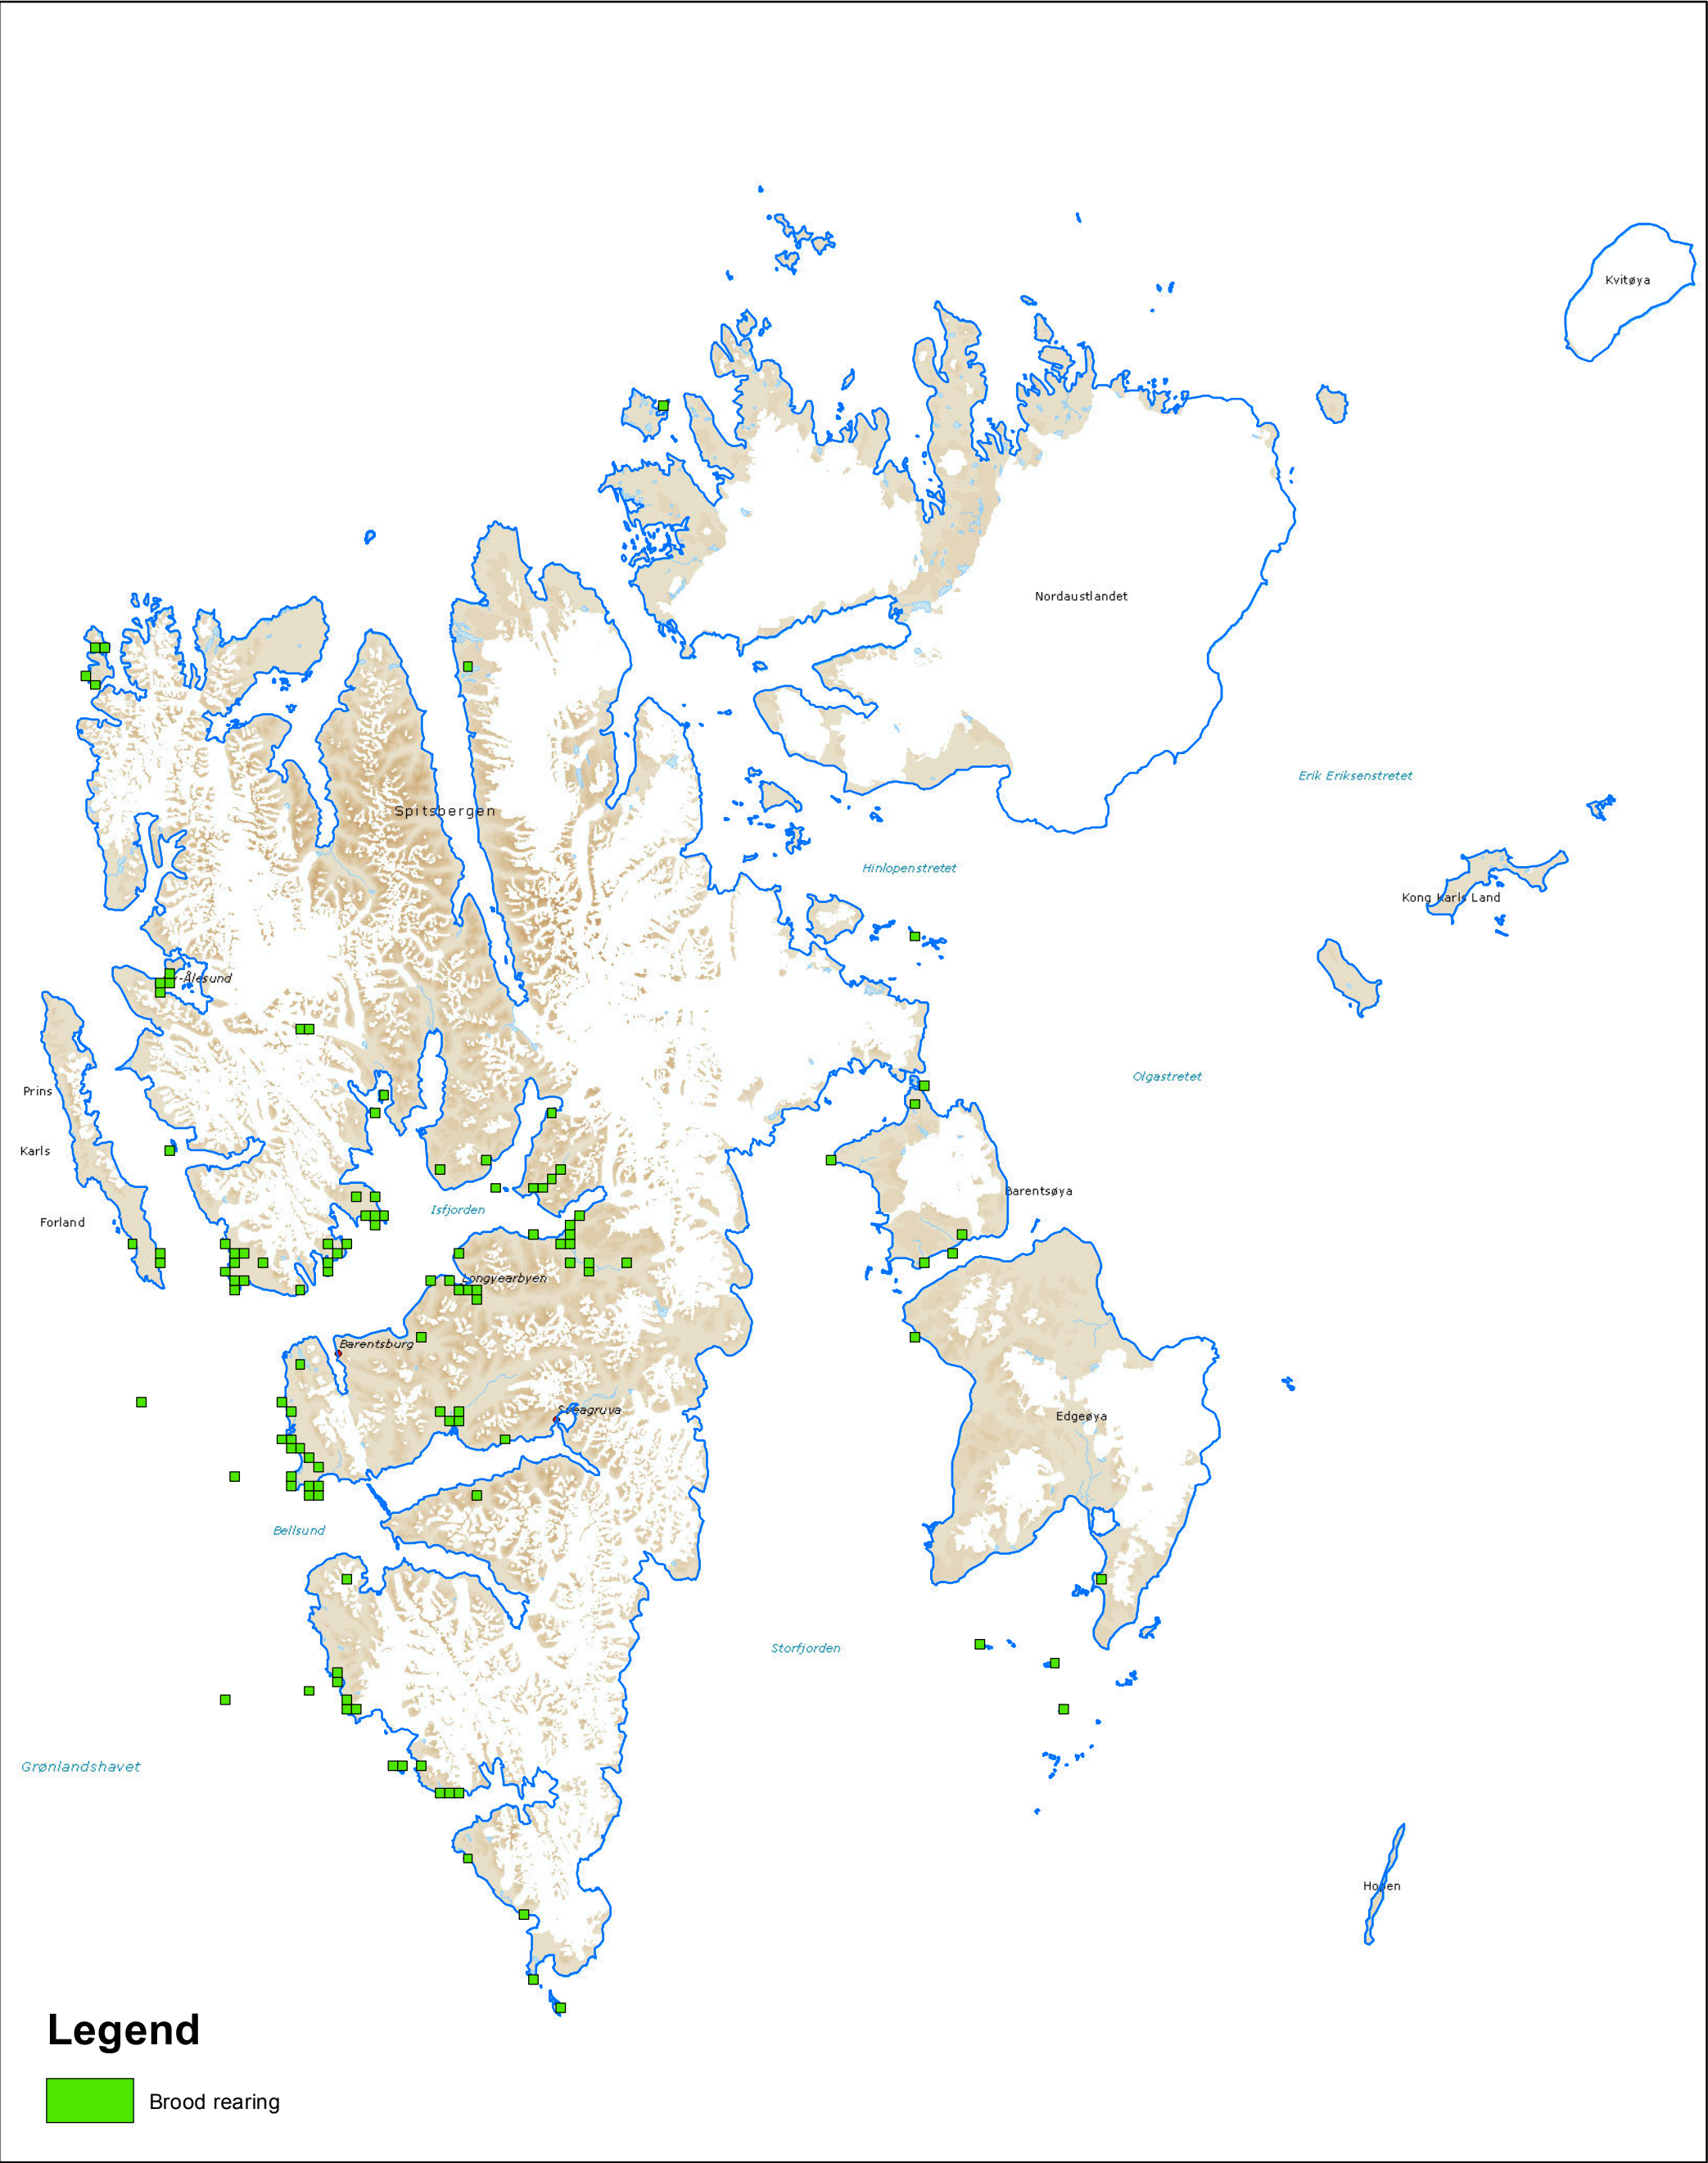 Kvitøya
Nordaustlandet
Erik Eriksenstretet
Spitsbergen
Hinlopenstretet
Kong Karls Land
-Ålesund
Olgastretet
Prins
Karls
Barentsøya
Isfjorden
Forland
Longyearbyen
Barentsburg
Sveagruva
Edgeøya
Bellsund
Storfjorden
Grønlandshavet
Hopen
Legend
Brood rearing